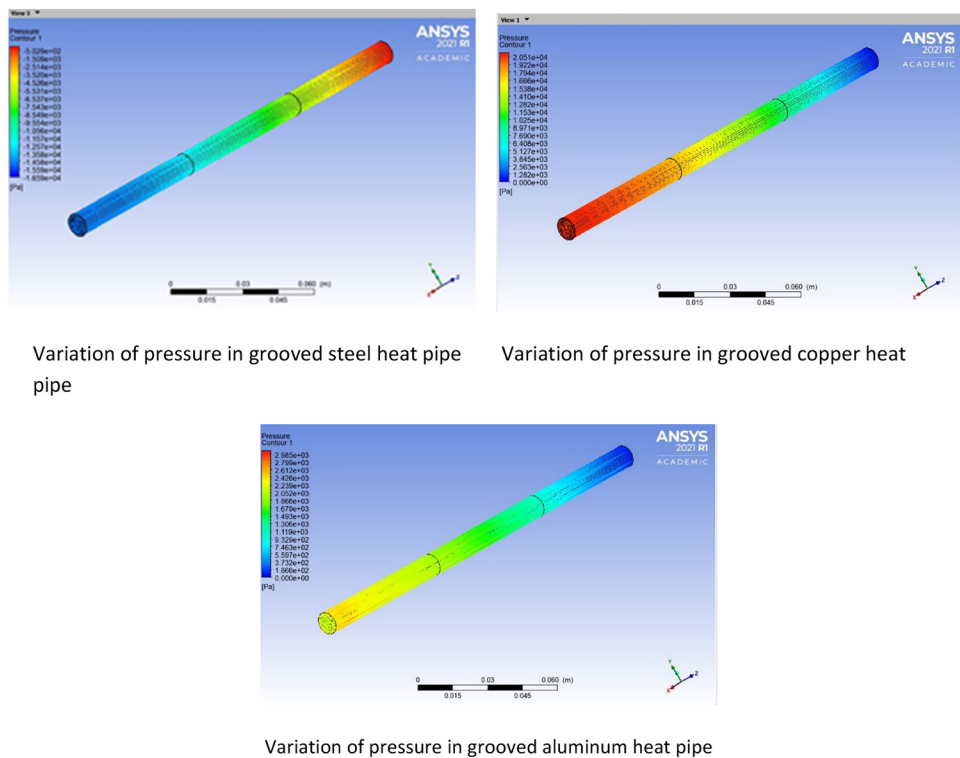 View 1
Pressure
Contour 1
-5.029e+02
-1.509e+03
-2.514e+03
-3.520e+03
-4.526e+03
-5.531e+03
-6.537e+03
-7.543e+03
-8.549e+03
-9.554e+03
-1.056e+04
-1.157e+04
-1.257e+04
-1.358e+04
-1.458e+04
-1.559e+04
-1.659e+04
[Pa]
ANSYS
2021 R1
ACADEMIC
0 0.03 0.060 (m)
0.015 0.045
Y Z X
View 1
Pressure
Contour 1
2.051e+04
1.922e+04
1.794e+04
1.666e+04
1.538e+04
1.410e+04
1.282e+04
1.153e+04
1.025e+04
8.971e+03
7.690e+03
6.408e+03
5.127e+03
3.845e+03
2.563e+03
1.282e+03
0.000e+00
[Pa]
ANSYS
2021 R1
ACADEMIC
0 0.03 0.060 (m)
0.015 0.045
Y Z X
Variation of pressure in grooved steel heat pipe Variation of pressure in grooved copper heat
pipe
Pressure
Contour 1
2.985e+03
2.799e+03
2.612e+03
2.426e+03
2.239e+03
2.052e+03
1.866e+03
1.679e+03
1.493e+03
1.306e+03
1.119e+03
9.329e+02
7.463e+02
5.597e+02
3.732e+02
1.866e+02
0.000e+00
[Pa]
ANSYS
2021 R1
ACADEMIC
0 0.03 0.060 (m)
0.015 0.045
Y Z X
Variation of pressure in grooved aluminum heat pipe